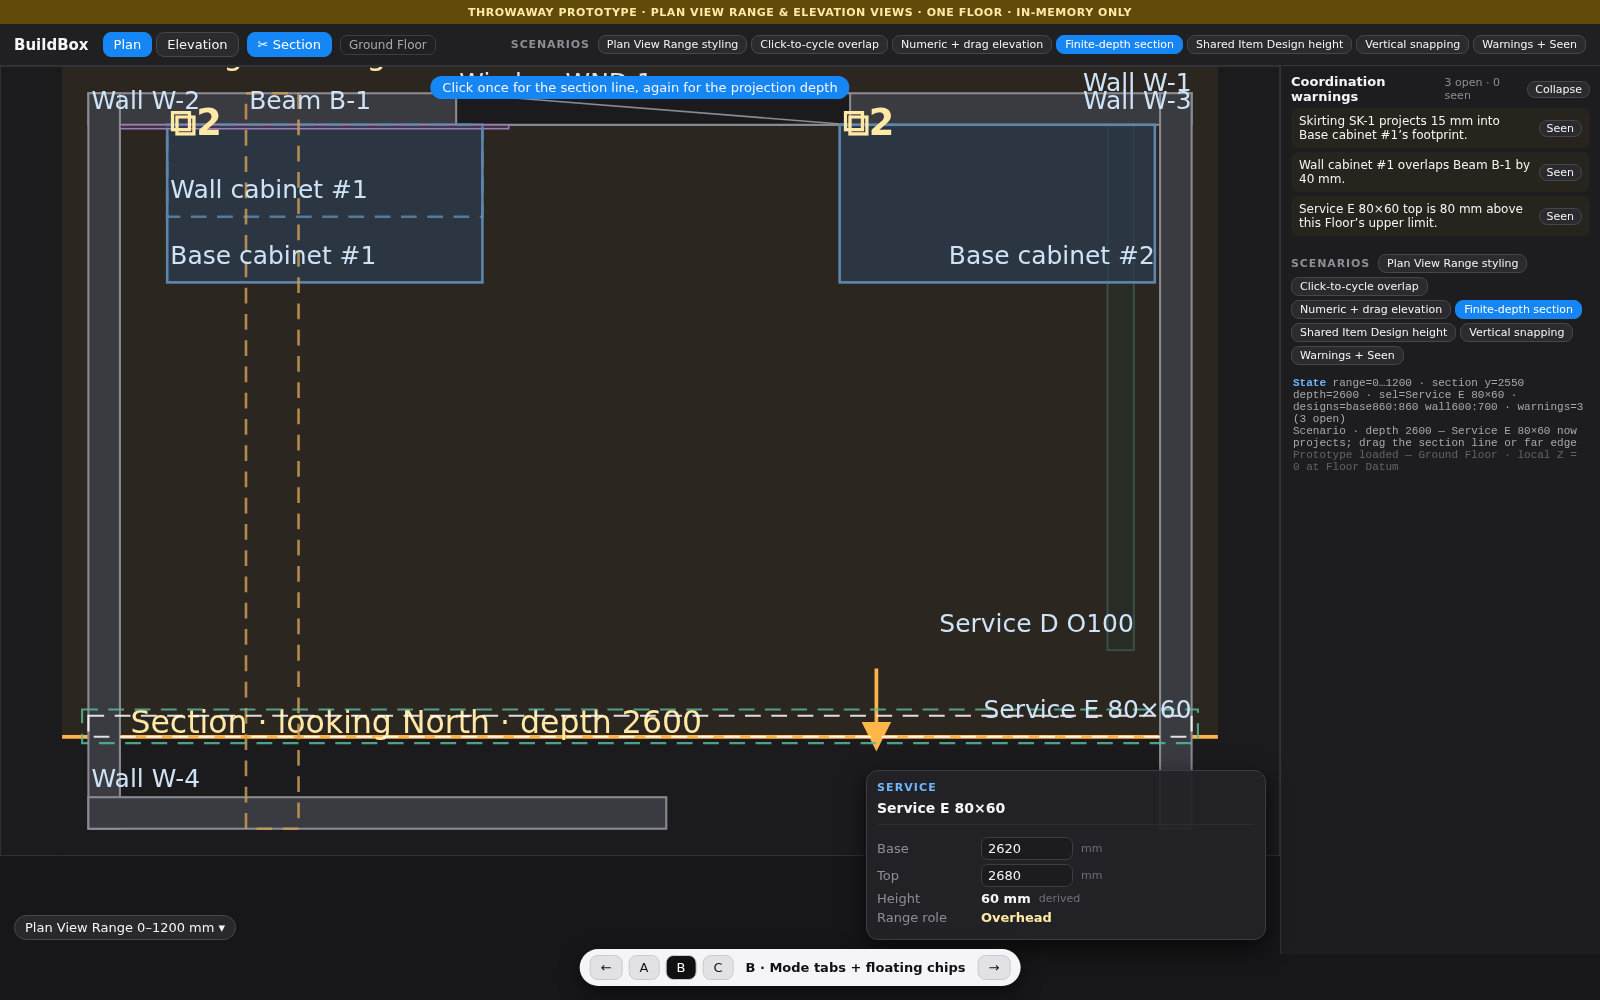 THROWAWAY PROTOTYPE · PLAN VIEW RANGE & ELEVATION VIEWS · ONE FLOOR · IN-MEMORY ONLY
BuildBox Plan Elevation ✂ Section Ground Floor SCENARIOS Plan View Range styling Click-to-cycle overlap Numeric + drag elevation Finite-depth section Shared Item Design height Vertical snapping Warnings + Seen
Click once for the section line, again for the projection depth
Wall W-1
Wall W-2 Beam B-1 Wall W-3
⧉2 ⧉2
Wall cabinet #1
Base cabinet #1 Base cabinet #2
Service D O100
Service E 80×60
Section · looking North · depth 2600
Wall W-4
SERVICE
Service E 80×60
Base 2620 mm
Top 2680 mm
Height 60 mm derived
Range role Overhead
Plan View Range 0–1200 mm ▾
← A B C B · Mode tabs + floating chips →
Coordination warnings 3 open · 0 seen Collapse
Skirting SK-1 projects 15 mm into Base cabinet #1’s footprint. Seen
Wall cabinet #1 overlaps Beam B-1 by 40 mm. Seen
Service E 80×60 top is 80 mm above this Floor’s upper limit. Seen
SCENARIOS Plan View Range styling
Click-to-cycle overlap
Numeric + drag elevation Finite-depth section
Shared Item Design height Vertical snapping
Warnings + Seen
State range=0…1200 · section y=2550
depth=2600 · sel=Service E 80×60 ·
designs=base860:860 wall600:700 · warnings=3
(3 open)
Scenario · depth 2600 — Service E 80×60 now
projects; drag the section line or far edge
Prototype loaded — Ground Floor · local Z =
0 at Floor Datum